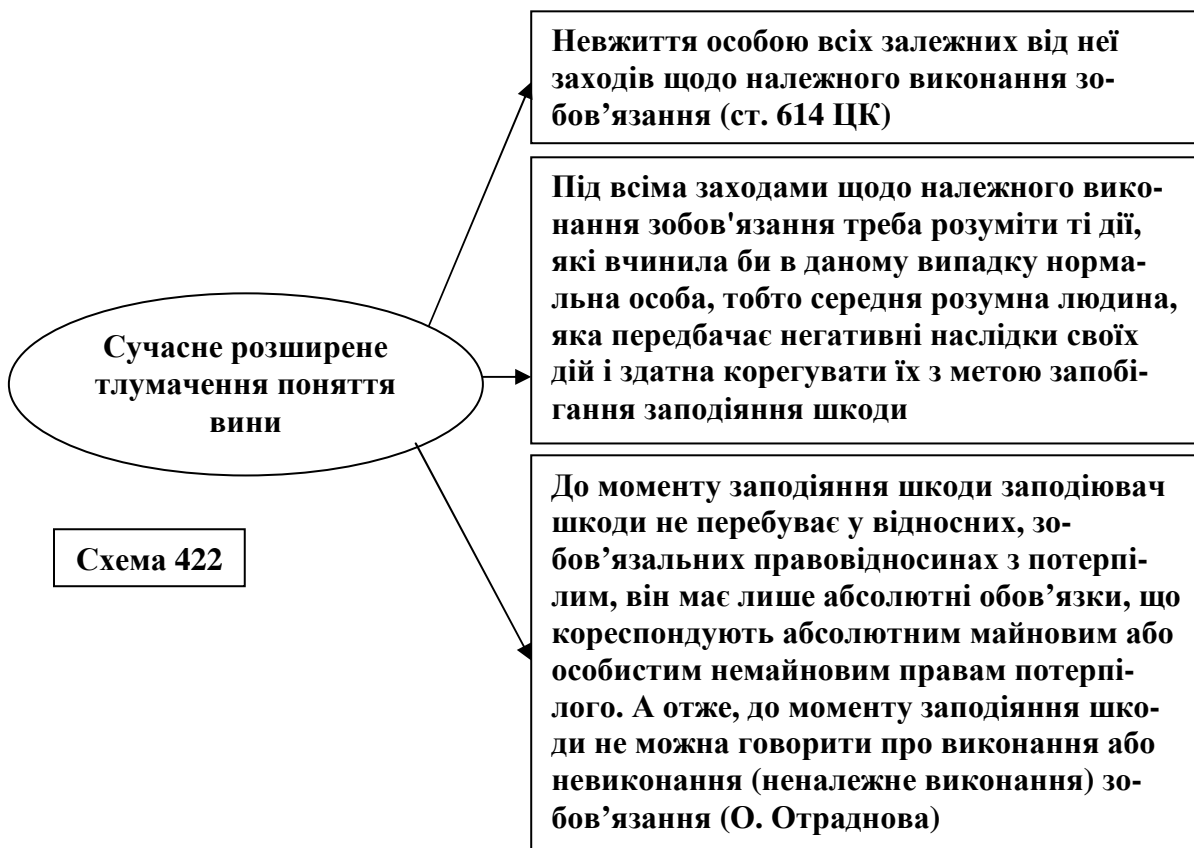 Невжиття особою всіх залежних від неї
заходів щодо належного виконання зо-
бов’язання (ст. 614 ЦК)
Під всіма заходами щодо належного вико-
нання зобов'язання треба розуміти ті дії,
які вчинила би в даному випадку норма-
льна особа, тобто середня розумна людина,
яка передбачає негативні наслідки своїх
дій і здатна корегувати їх з метою запобі-
гання заподіяння шкоди
Сучасне розширене
тлумачення поняття
вини
До моменту заподіяння шкоди заподіювач
шкоди не перебуває у відносних, зо-
бов’язальних правовідносинах з потерпі-
лим, він має лише абсолютні обов’язки, що
кореспондують абсолютним майновим або
особистим немайновим правам потерпі-
лого. А отже, до моменту заподіяння шко-
ди не можна говорити про виконання або
невиконання (неналежне виконання) зо-
бов’язання (О. Отраднова)
Схема 422